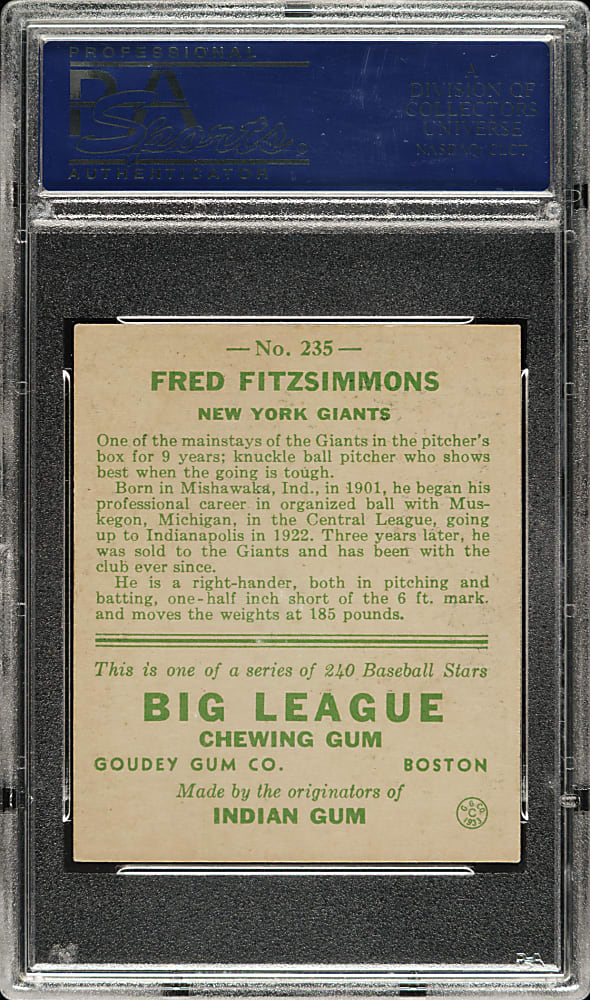 PROFESSIONAL
PSA
Sports
AUTHENTICATOR
A
DIVISION OF
COLLECTORS
UNIVERSE
NASDAQ: CLCT
— No. 235 —
FRED FITZSIMMONS
NEW YORK GIANTS
One of the mainstays of the Giants in the pitcher's
box for 9 years; knuckle ball pitcher who shows
best when the going is tough.
Born in Mishawaka, Ind., in 1901, he began his
professional career in organized ball with Mus-
kegon, Michigan, in the Central League, going
up to Indianapolis in 1922. Three years later, he
was sold to the Giants and has been with the
club ever since.
He is a right-hander, both in pitching and
batting, one-half inch short of the 6 ft. mark.
and moves the weights at 185 pounds.
This is one of a series of 240 Baseball Stars
BIG LEAGUE
CHEWING GUM
GOUDEY GUM CO. BOSTON
Made by the originators of
INDIAN GUM
G. G. CO.
C
1933
PSA